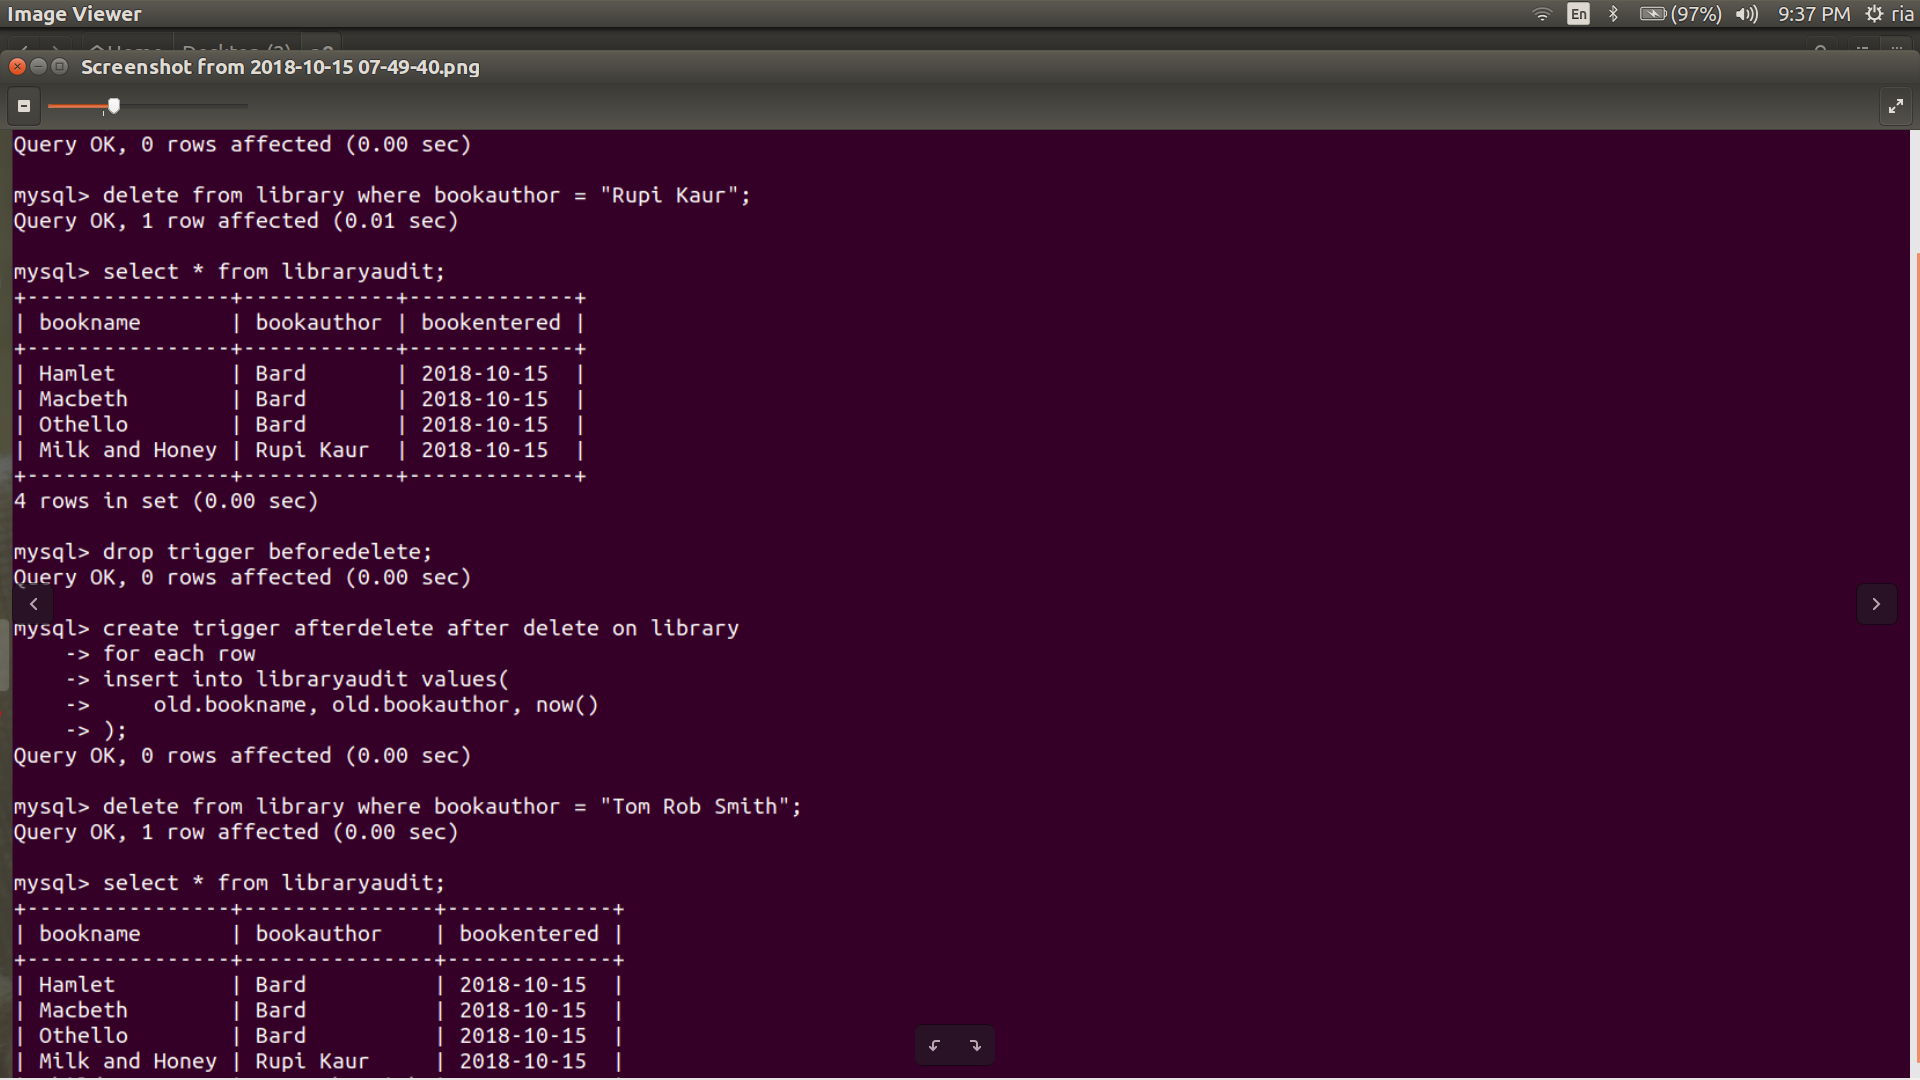 Image Viewer
En (97%) 9:37 PM ria
Screenshot from 2018-10-15 07-49-40.png
Query OK, 0 rows affected (0.00 sec)
mysql> delete from library where bookauthor = "Rupi Kaur";
Query OK, 1 row affected (0.01 sec)
mysql> select * from libraryaudit;
+----------------+------------+-------------+
| bookname       | bookauthor | bookentered |
+----------------+------------+-------------+
| Hamlet         | Bard       | 2018-10-15  |
| Macbeth        | Bard       | 2018-10-15  |
| Othello        | Bard       | 2018-10-15  |
| Milk and Honey | Rupi Kaur  | 2018-10-15  |
+----------------+------------+-------------+
4 rows in set (0.00 sec)
mysql> drop trigger beforedelete;
Query OK, 0 rows affected (0.00 sec)
mysql> create trigger afterdelete after delete on library
    -> for each row
    -> insert into libraryaudit values(
    ->     old.bookname, old.bookauthor, now()
    -> );
Query OK, 0 rows affected (0.00 sec)
mysql> delete from library where bookauthor = "Tom Rob Smith";
Query OK, 1 row affected (0.00 sec)
mysql> select * from libraryaudit;
+----------------+---------------+-------------+
| bookname       | bookauthor    | bookentered |
+----------------+---------------+-------------+
| Hamlet         | Bard          | 2018-10-15  |
| Macbeth        | Bard          | 2018-10-15  |
| Othello        | Bard          | 2018-10-15  |
| Milk and Honey | Rupi Kaur     | 2018-10-15  |